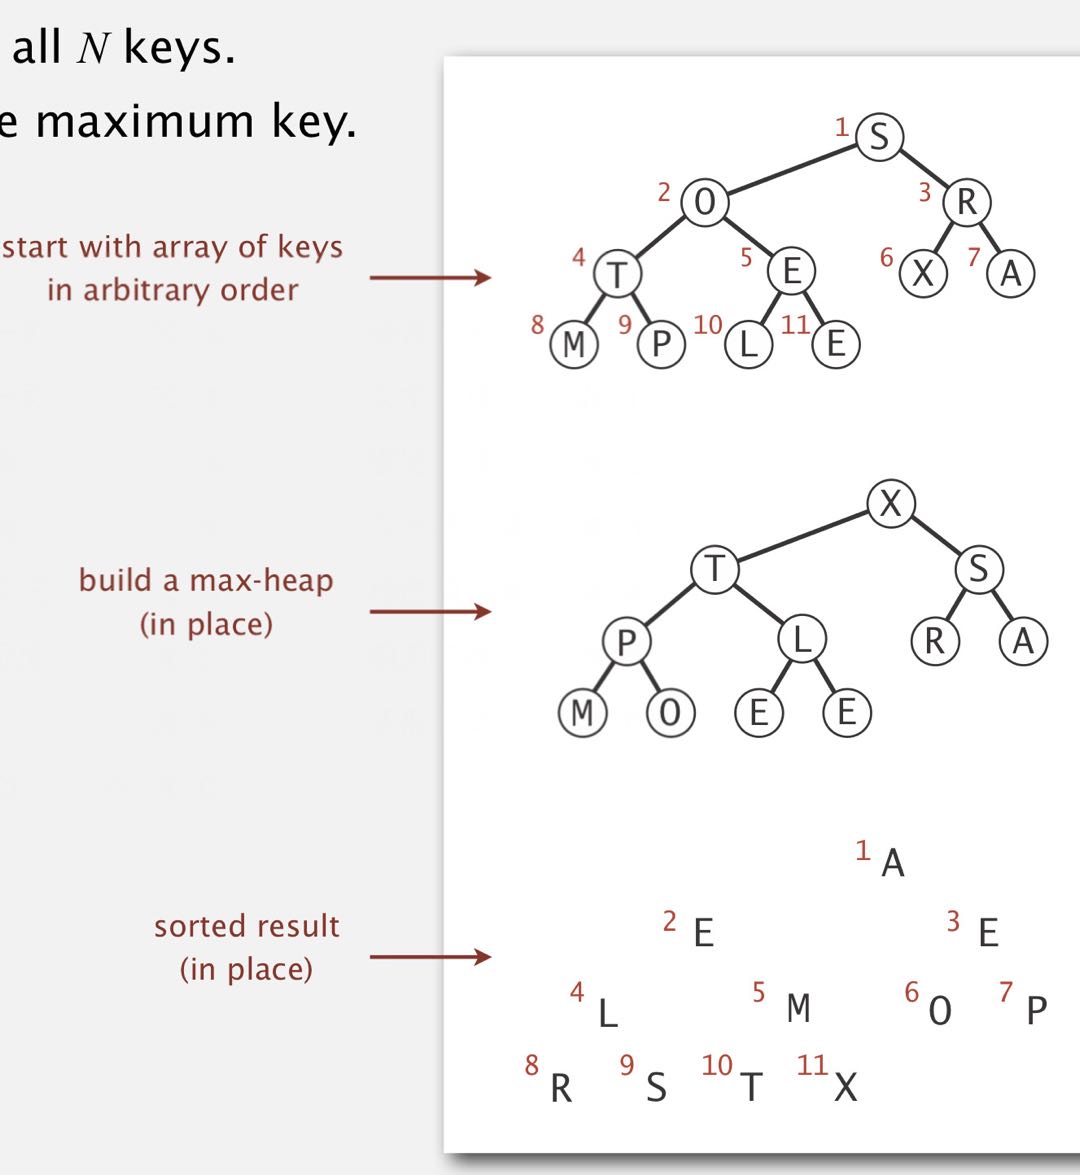 all N keys.
e maximum key.
start with array of keys
in arbitrary order
1 S
2 O 3 R
4 T 5 E 6 X 7 A
8 M 9 P 10 L 11 E
build a max-heap
(in place)
X
T S
P L R A
M O E E
sorted result
(in place)
1 A
2 E 3 E
4 L 5 M 6 O 7 P
8 R 9 S 10 T 11 X